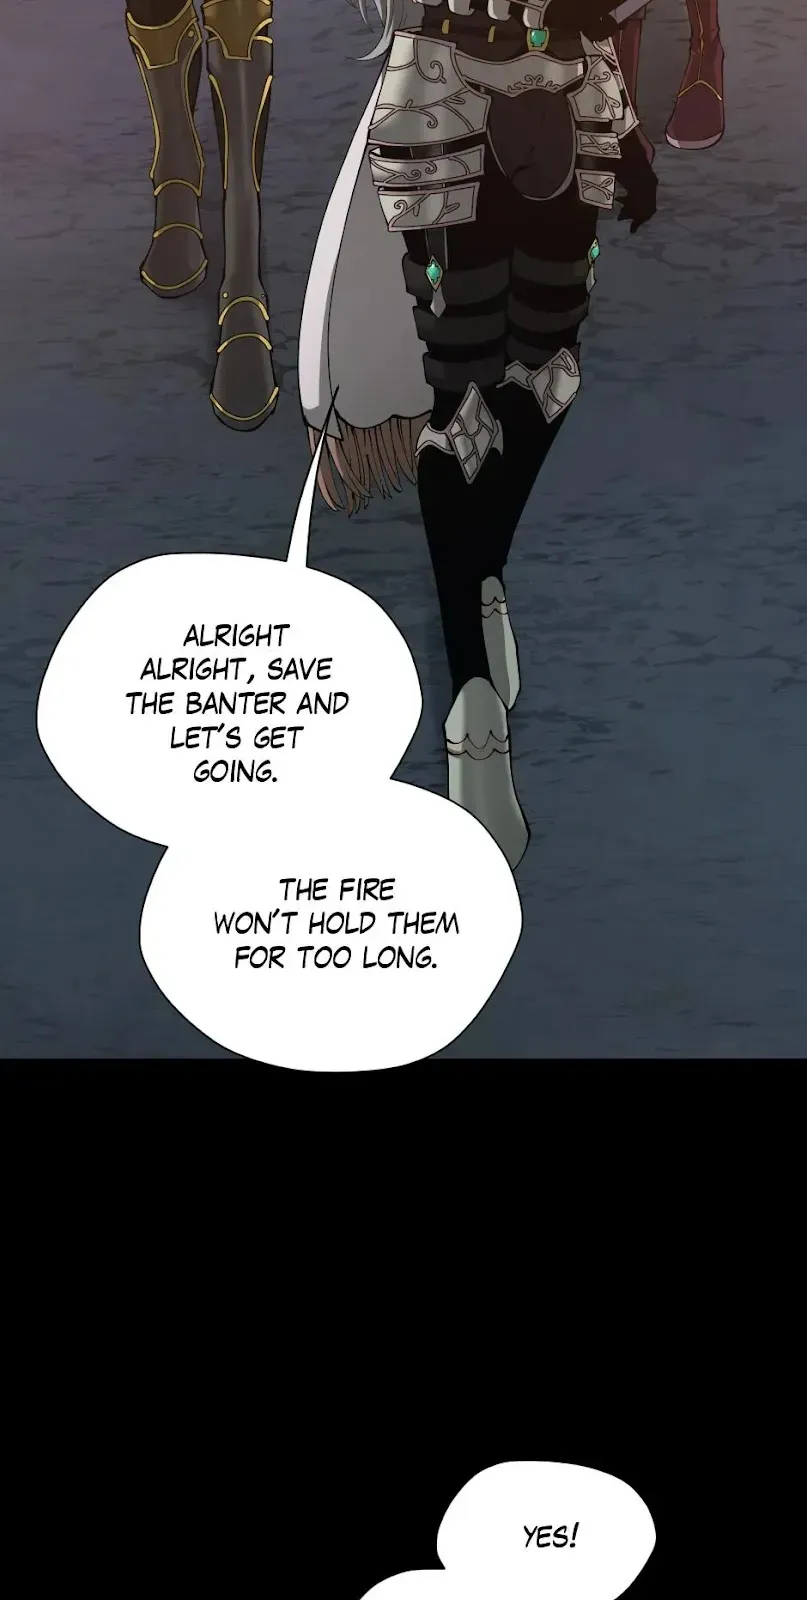 ALRIGHT
ALRIGHT, SAVE
THE BANTER AND
LET'S GET
GOING.
THE FIRE
WON'T HOLD THEM
FOR TOO LONG.
YES!